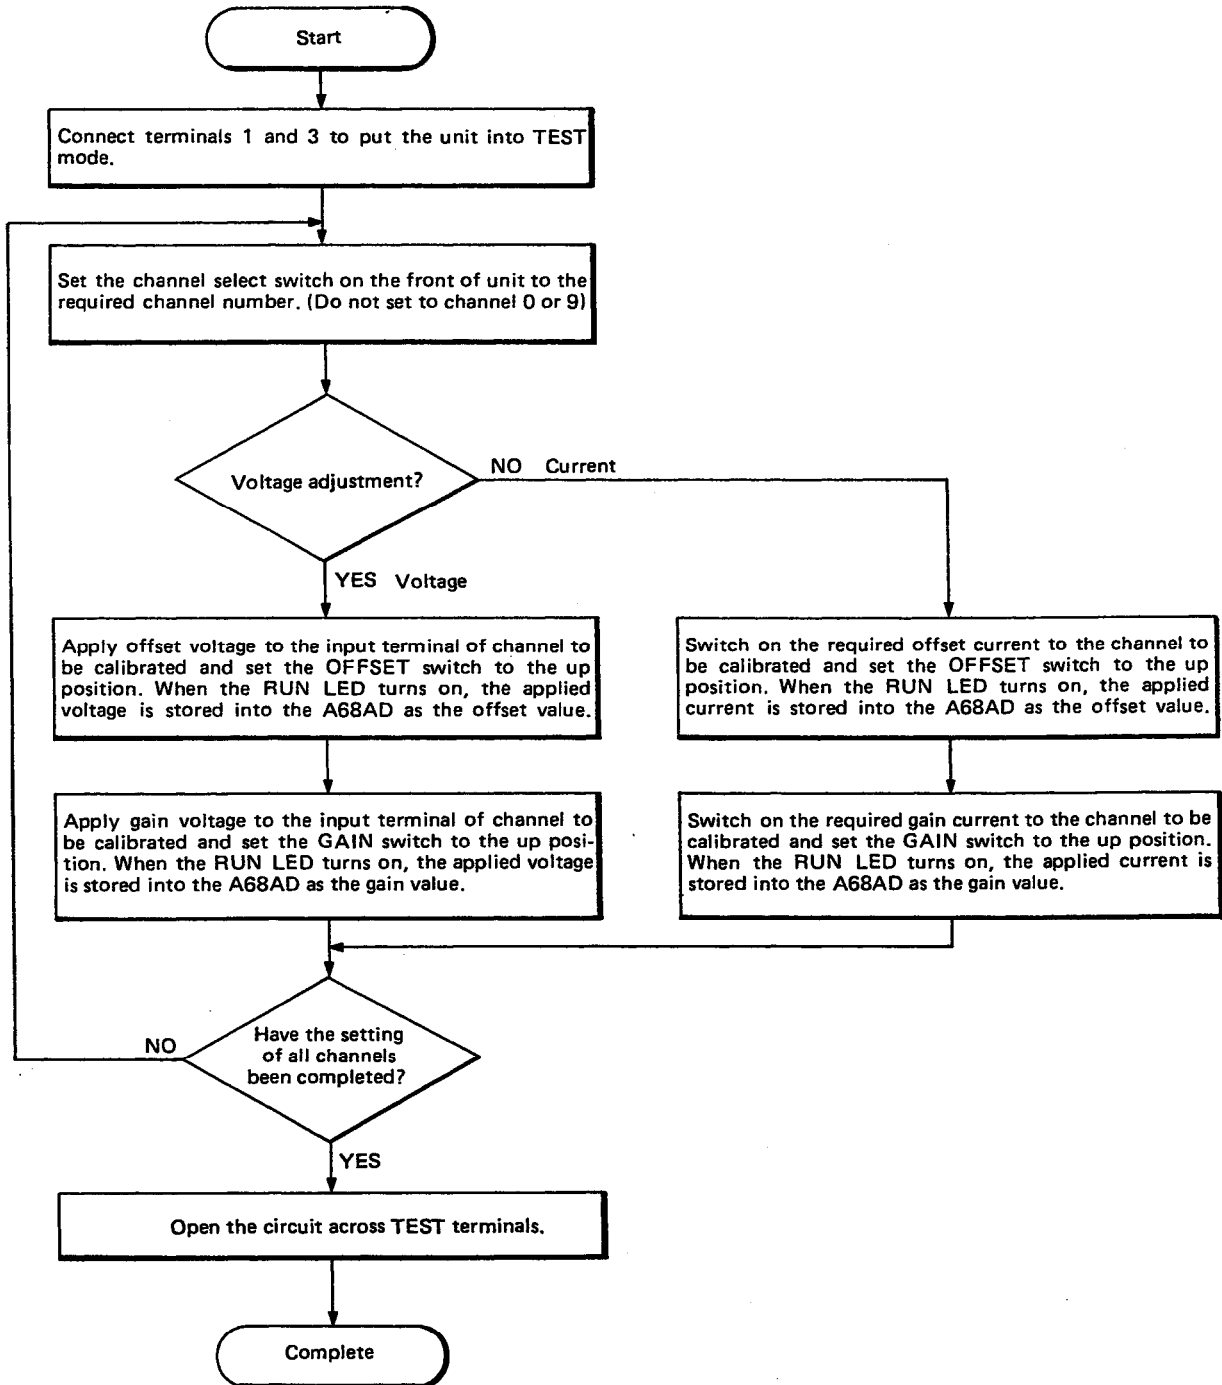 Start
Connect terminals 1 and 3 to put the unit into TEST
mode.
Set the channel select switch on the front of unit to the
required channel number. (Do not set to channel 0 or 9)
Voltage adjustment?
NO Current
YES Voltage
Apply offset voltage to the input terminal of channel to
be calibrated and set the OFFSET switch to the up
position. When the RUN LED turns on, the applied
voltage is stored into the A68AD as the offset value.
Switch on the required offset current to the channel to
be calibrated and set the OFFSET switch to the up
position. When the RUN LED turns on, the applied
current is stored into the A68AD as the offset value.
Apply gain voltage to the input terminal of channel to
be calibrated and set the GAIN switch to the up posi-
tion. When the RUN LED turns on, the applied voltage
is stored into the A68AD as the gain value.
Switch on the required gain current to the channel to be
calibrated and set the GAIN switch to the up position.
When the RUN LED turns on, the applied current is
stored into the A68AD as the gain value.
Have the setting
of all channels
been completed?
NO
YES
Open the circuit across TEST terminals.
Complete